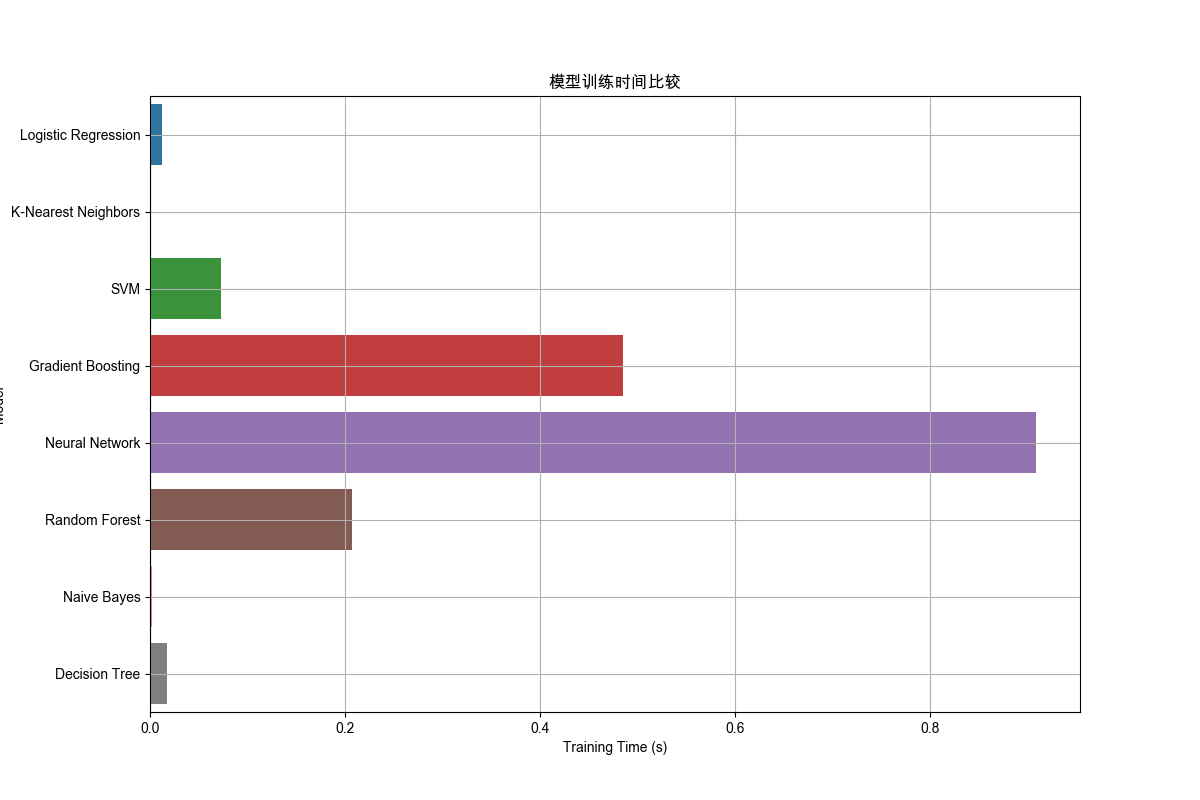 模型训练时间比较
Logistic Regression
K-Nearest Neighbors
SVM
Gradient Boosting
Neural Network
Random Forest
Naive Bayes
Decision Tree
0.0 0.2 0.4 0.6 0.8
Training Time (s)